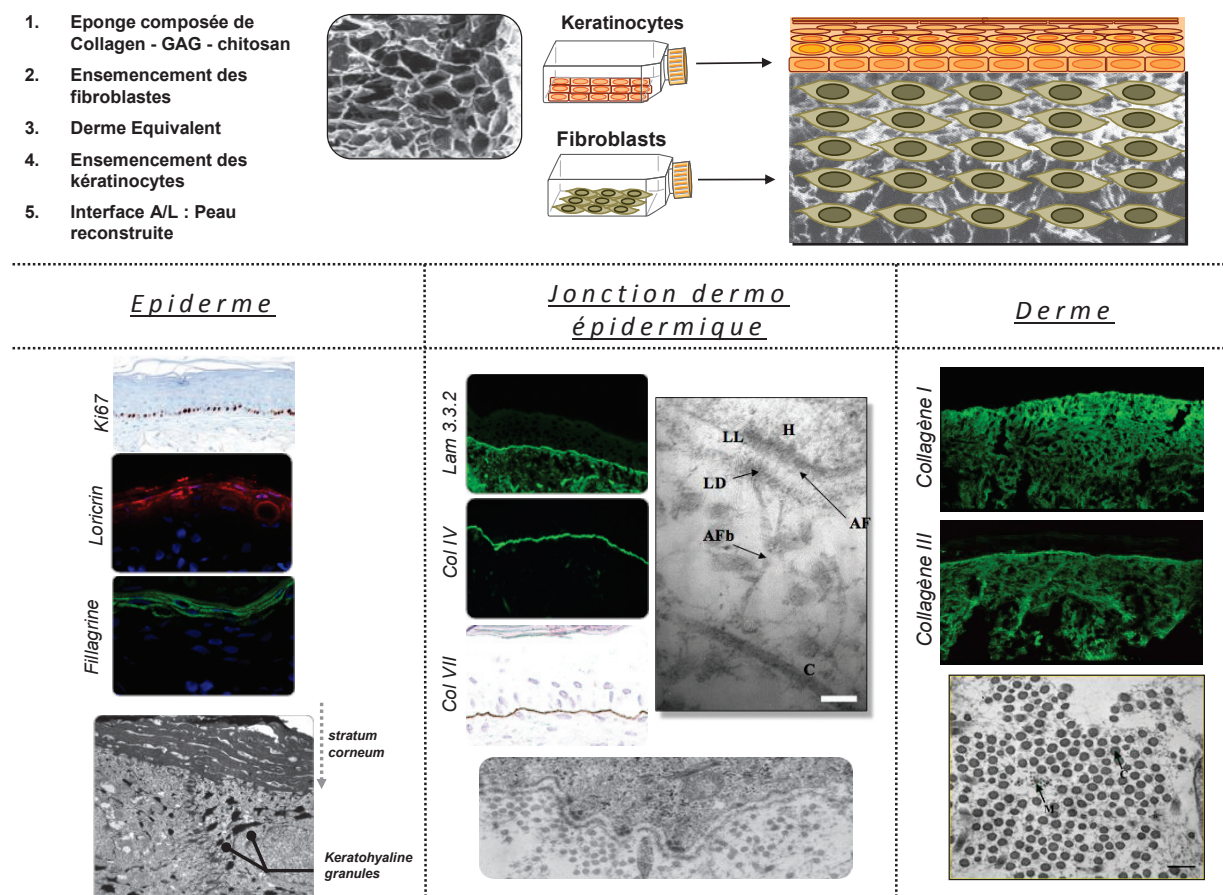 1. Eponge composée de
Collagen - GAG - chitosan
2. Ensemencement des
fibroblastes
3. Derme Equivalent
4. Ensemencement des
kératinocytes
5. Interface A/L : Peau
reconstruite
Keratinocytes
Fibroblasts
Epiderme
Jonction dermo
épidermique
Derme
Ki67
Loricrin
Fillagrine
stratum
corneum
Keratohyaline
granules
Lam 3.3.2
Col IV
Col VII
H
LL
LD
AF
AFb
C
Collagène I
Collagène III
C
M